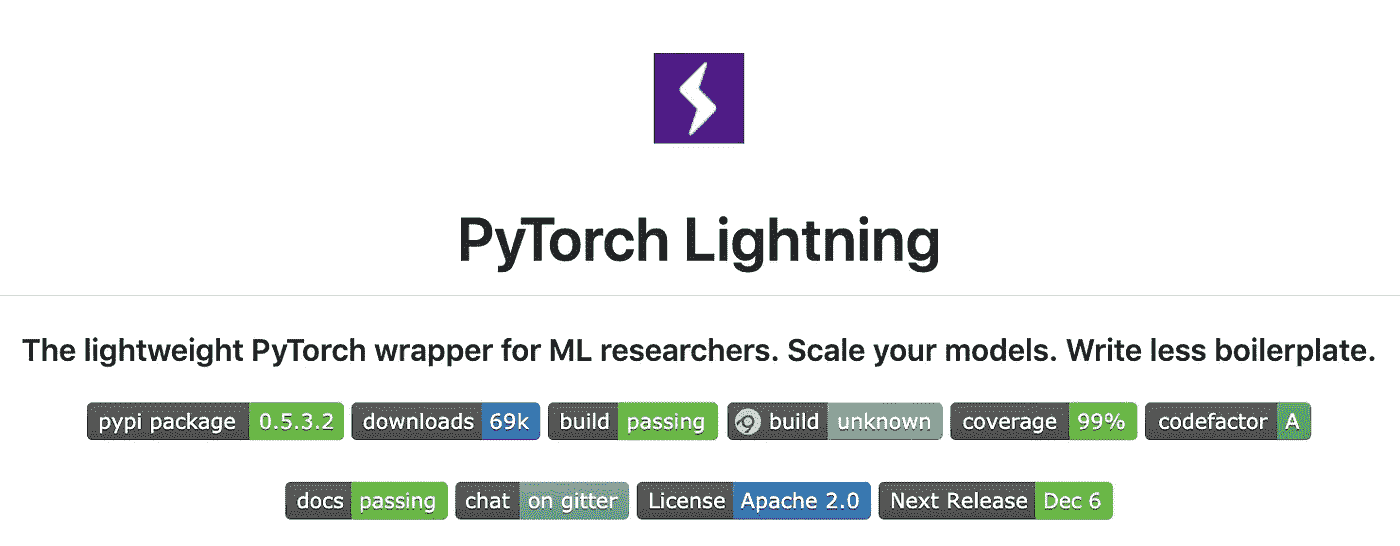 PyTorch Lightning
The lightweight PyTorch wrapper for ML researchers. Scale your models. Write less boilerplate.
pypi package 0.5.3.2 downloads 69k build passing build unknown coverage 99% codefactor A
docs passing chat on gitter License Apache 2.0 Next Release Dec 6